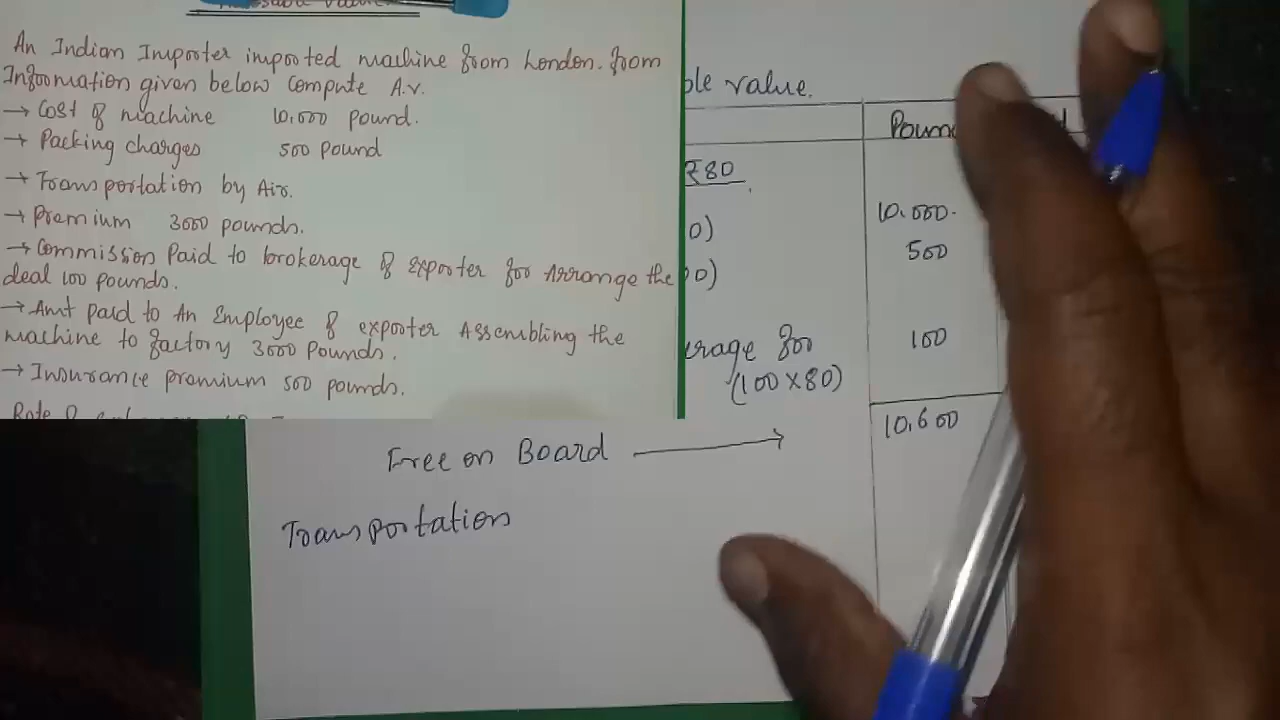 An Indian Importer imported machine from London. from
Information given below compute A.V.
→ Cost of machine 10,000 pound.
→ Packing charges 500 pound
→ Transportation by Air.
→ Premium 3000 pounds.
→ Commission Paid to brokerage of exporter for Arrange the
deal 100 pounds.
→ Amt paid to An Employee of exporter Assembling the
machine to factory 3000 Pounds.
→ Insurance premium 500 pounds.
ble value.
₹80
0) 10,000.
0) 500
erage for 100
(100 x 80)
10,600
Free on Board →
Transportation